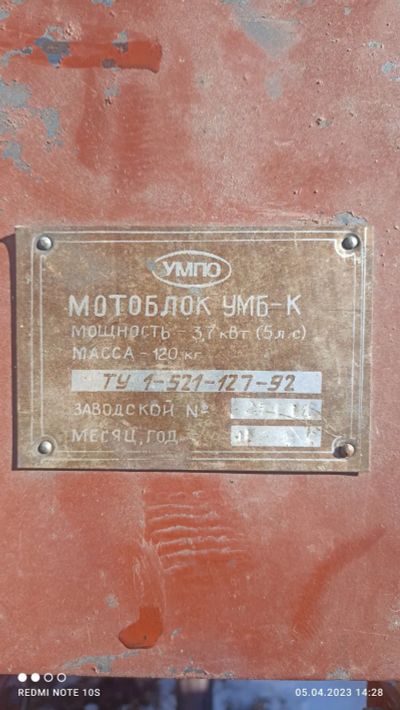 УМПО
МОТОБЛОК УМБ-К
МОЩНОСТЬ - 3,7 кВт (5 л.с)
МАССА - 120 кг
ТУ 1-521-127-92
ЗАВОДСКОЙ №
МЕСЯЦ, ГОД
REDMI NOTE 10S
05.04.2023 14:28